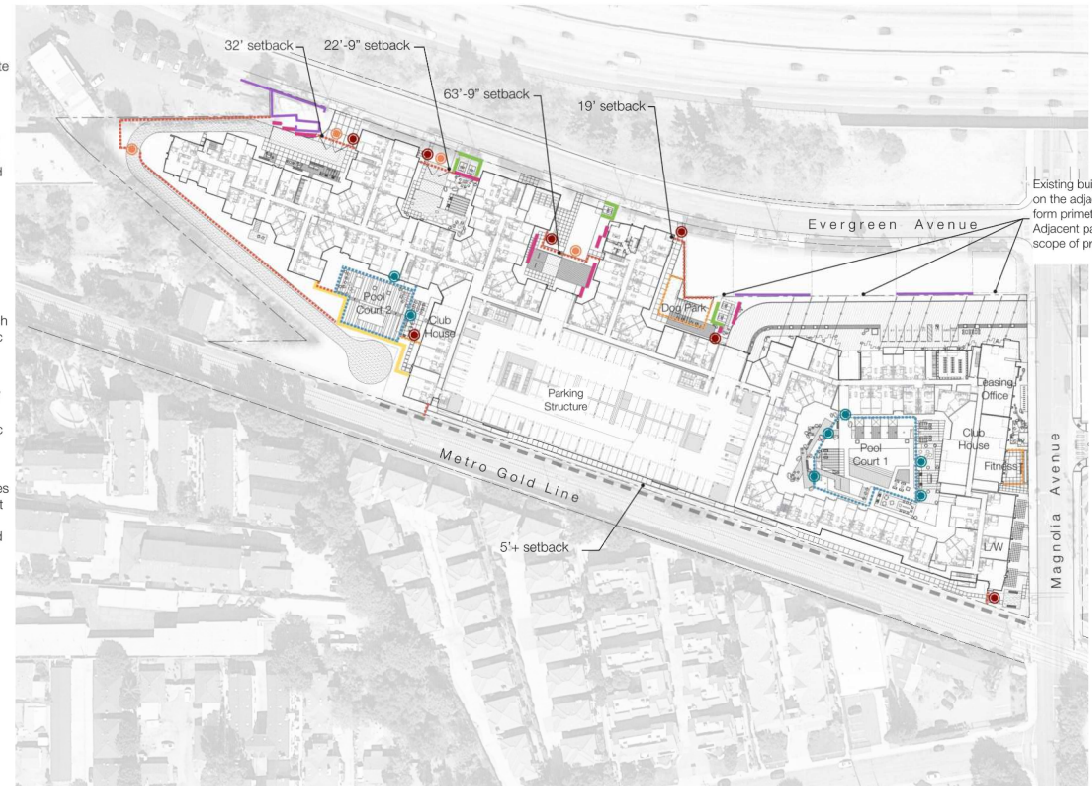 32' setback
22'-9" setback
63'-9" setback
19' setback
Existing bui
on the adja
form primet
Adjacent pa
scope of pr
Evergreen Avenue
Dog Park
Pool
Court 2
Club
House
Parking
Structure
Leasing
Office
Club
House
Pool
Court 1
Fitness
L/W
Metro Gold Line
5'+ setback
Magnolia Avenue